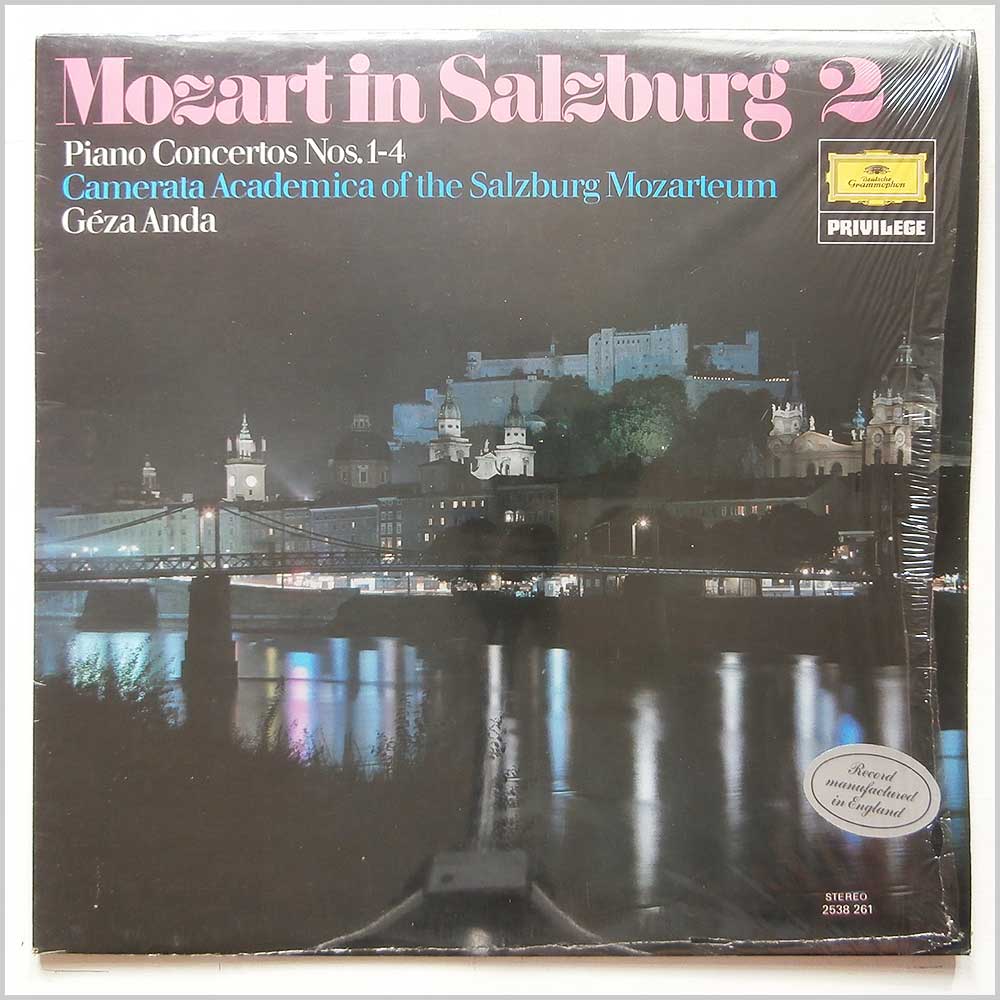 Mozart in Salzburg 2
Piano Concertos Nos. 1-4
Camerata Academica of the Salzburg Mozarteum
Géza Anda
Deutsche
Grammophon
PRIVILEGE
Record
manufactured
in England
STEREO
2538 261